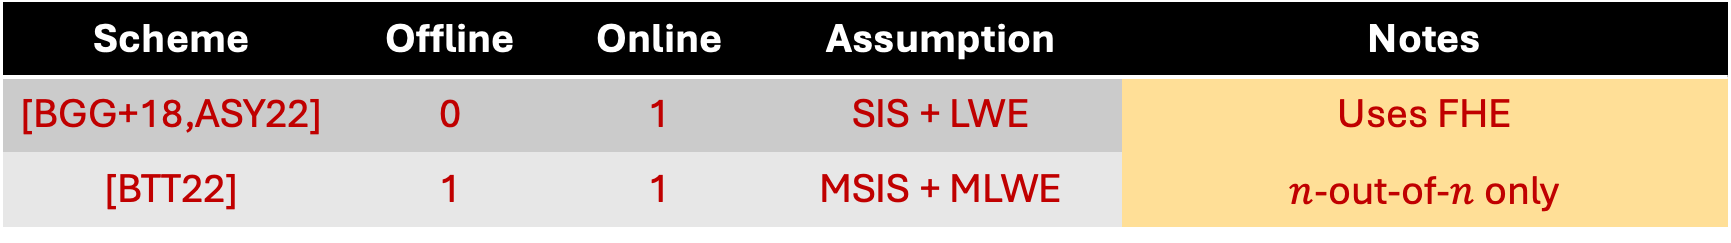 Scheme Offline Online Assumption Notes
[BGG+18,ASY22] 0 1 SIS + LWE Uses FHE
[BTT22] 1 1 MSIS + MLWE 𝑛-out-of-𝑛 only